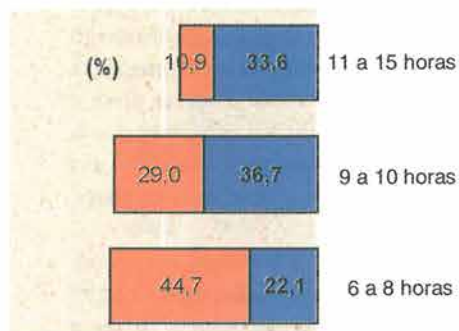 (%) 10,9 33,6 11 a 15 horas
29,0 36,7 9 a 10 horas
44,7 22,1 6 a 8 horas